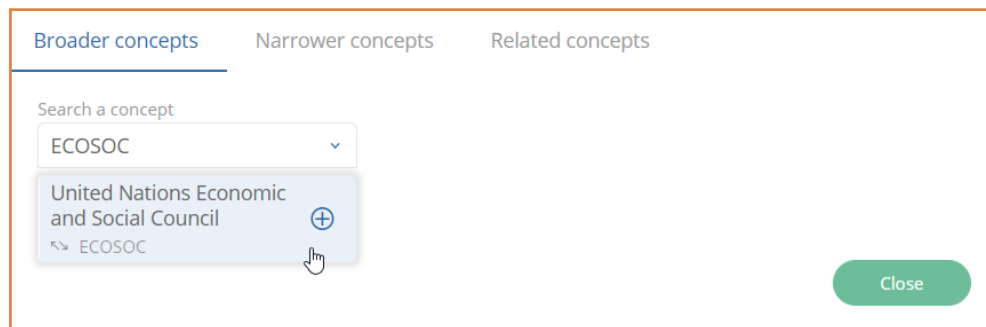 Broader concepts Narrower concepts Related concepts
Search a concept
ECOSOC
United Nations Economic
and Social Council
ECOSOC
Close